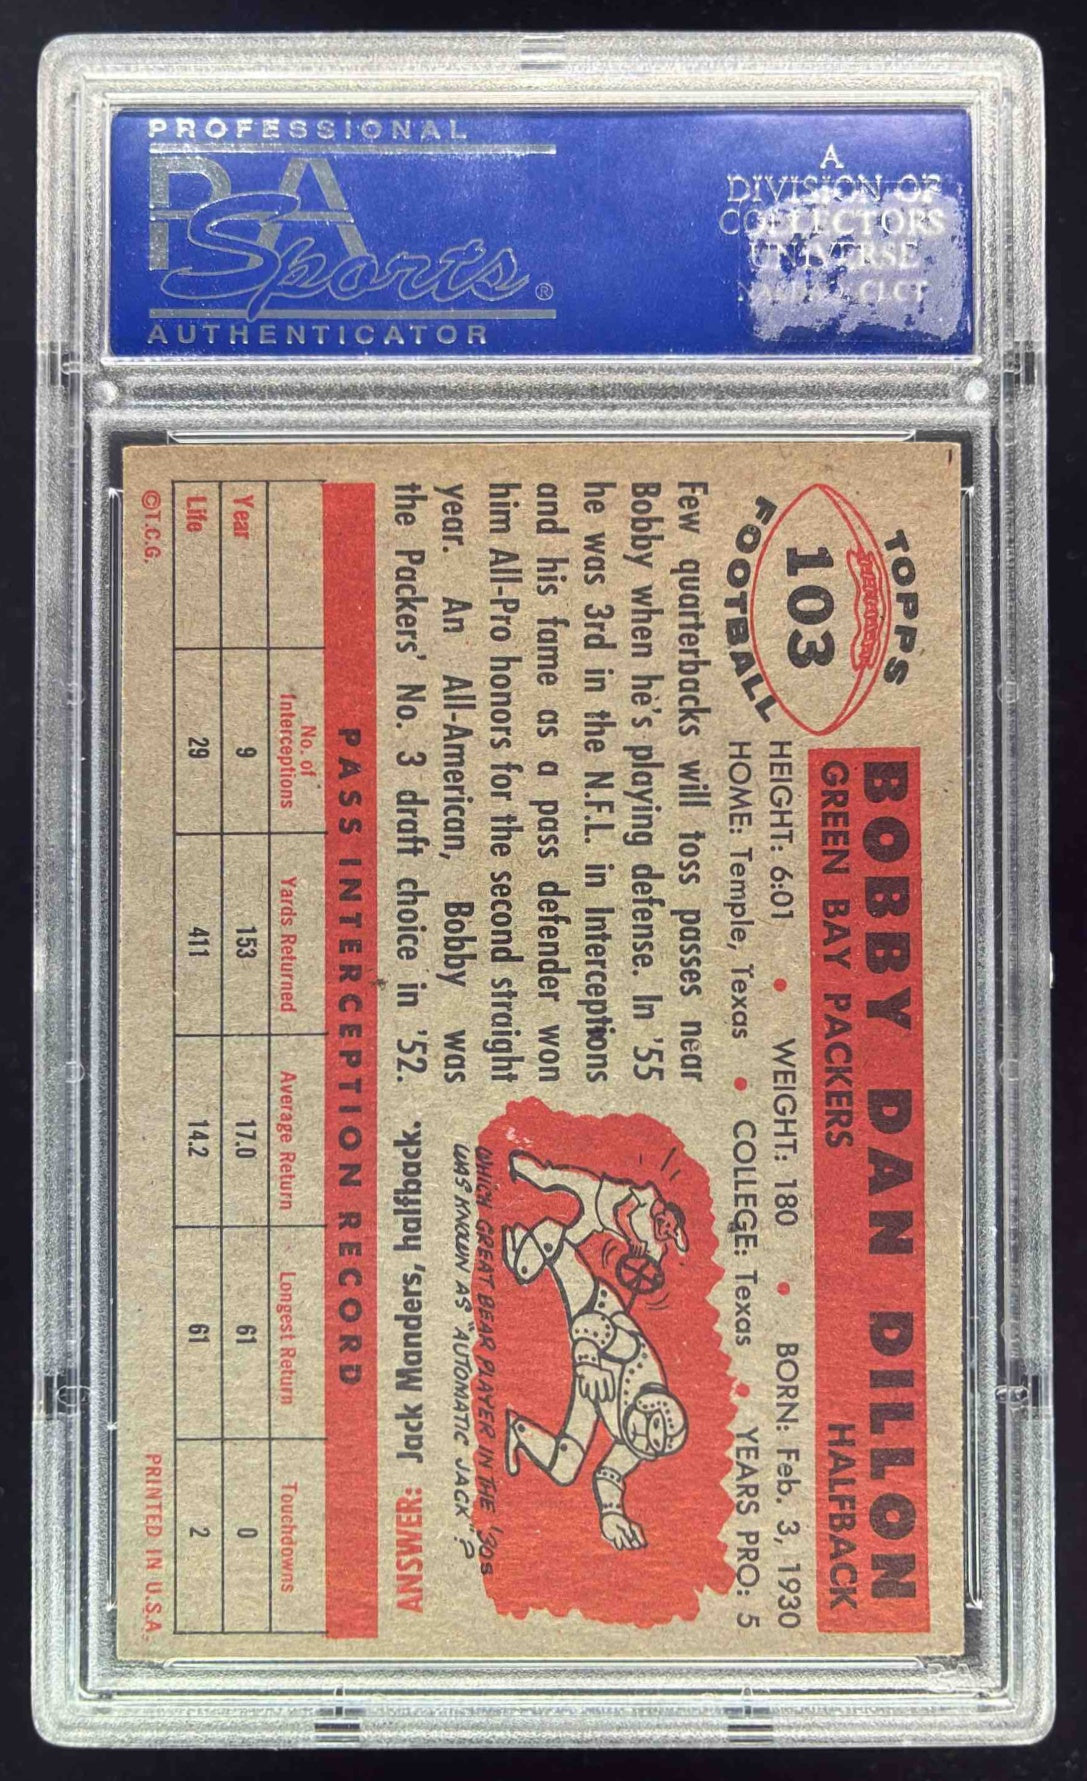 PROFESSIONAL
PSA
Sports®
AUTHENTICATOR
A
DIVISION OF
COLLECTORS
UNIVERSE
CLCT
TOPPS
103
FOOTBALL
BOBBY DAN DILLON
GREEN BAY PACKERS HALFBACK
HEIGHT: 6:01 • WEIGHT: 180 • BORN: Feb. 3, 1930
HOME: Temple, Texas • COLLEGE: Texas • YEARS PRO: 5
Few quarterbacks will toss passes near
Bobby when he's playing defense. In '55
he was 3rd in the N.F.L. in Interceptions
and his fame as a pass defender won
him All-Pro honors for the second straight
year. An All-American, Bobby was
the Packers' No. 3 draft choice in '52.
WHICH GREAT BEAR PLAYER IN THE '30s
WAS KNOWN AS "AUTOMATIC JACK"?
ANSWER: Jack Manders, halfback.
PASS INTERCEPTION RECORD
No. of Interceptions Yards Returned Average Return Longest Return Touchdowns
Year 9 153 17.0 61 0
Life 29 411 14.2 61 2
©T.C.G. PRINTED IN U.S.A.